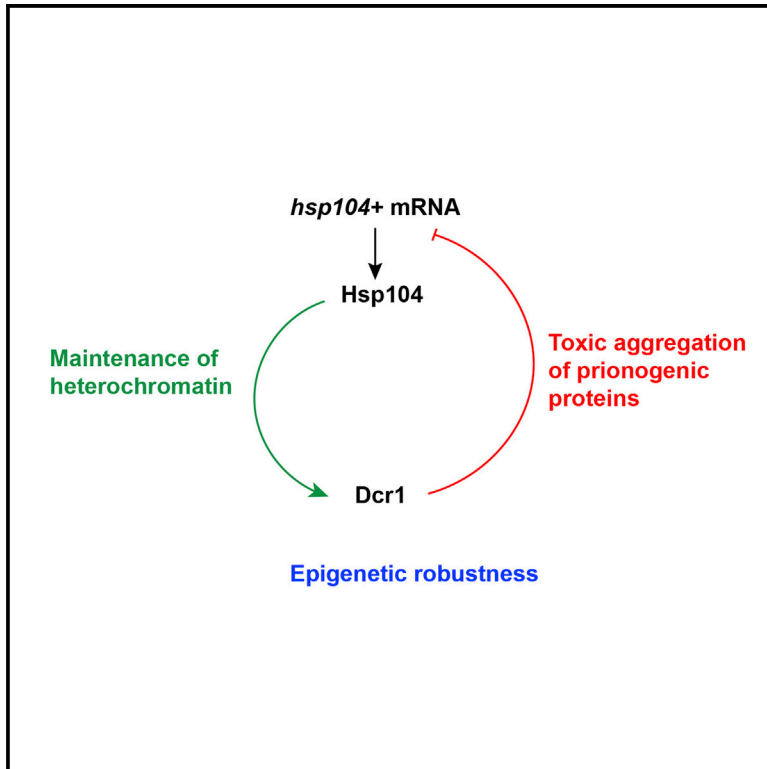 hsp104+ mRNA
Hsp104
Maintenance of
heterochromatin
Toxic aggregation
of prionogenic
proteins
Dcr1
Epigenetic robustness